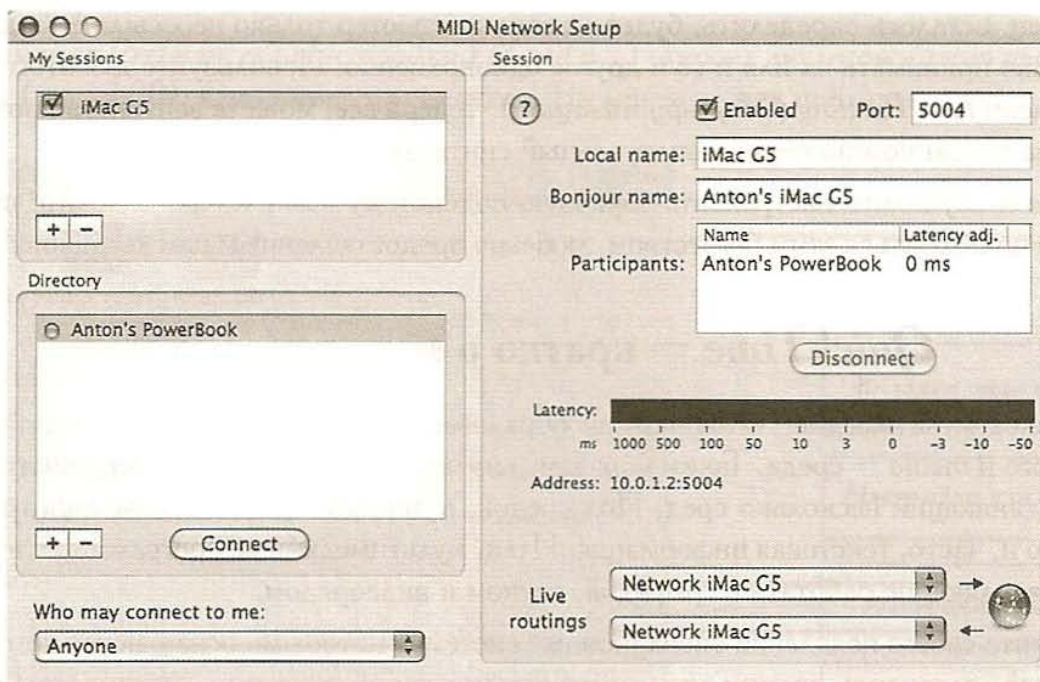 MIDI Network Setup
My Sessions
iMac G5
+ −
Directory
Anton's PowerBook
+ − Connect
Who may connect to me:
Anyone
Session
? Enabled Port: 5004
Local name: iMac G5
Bonjour name: Anton's iMac G5
Name Latency adj.
Participants: Anton's PowerBook 0 ms
Disconnect
Latency:
ms 1000 500 100 50 10 3 0 -3 -10 -50
Address: 10.0.1.2:5004
Live routings
Network iMac G5
Network iMac G5